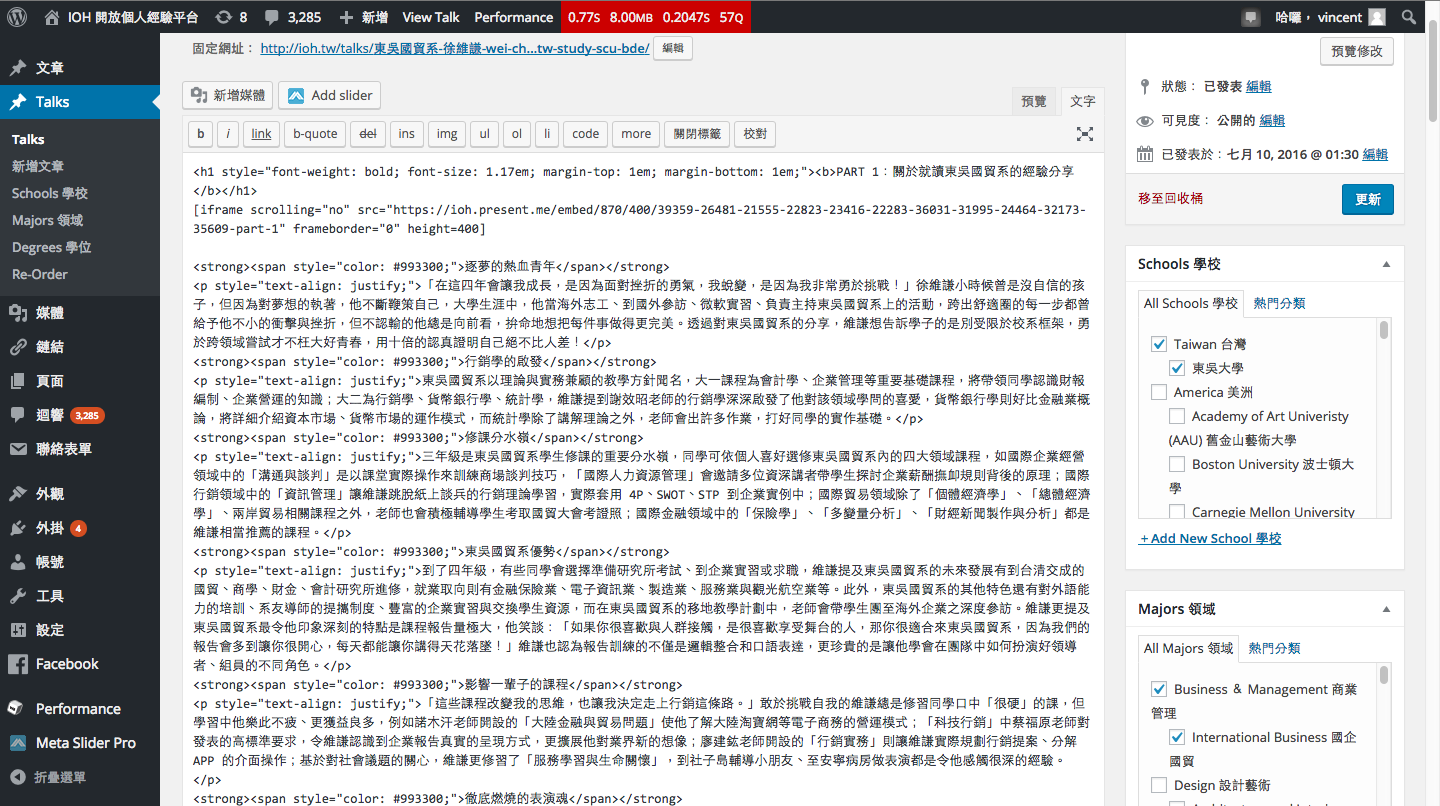 IOH 開放個人經驗平台 8 3,285 新增 View Talk Performance 0.77S 8.00MB 0.2047S 57Q 哈囉， vincent
文章
Talks
Talks
新增文章
Schools 學校
Majors 領域
Degrees 學位
Re-Order
媒體
鏈結
頁面
迴響 3,285
聯絡表單
外觀
外掛 4
帳號
工具
設定
Facebook
Performance
Meta Slider Pro
折疊選單
固定網址： http://ioh.tw/talks/東吳國貿系-徐維謙-wei-ch…tw-study-scu-bde/ 編輯
新增媒體 Add slider
預覽 文字
b i link b-quote del ins img ul ol li code more 關閉標籤 校對
<h1 style="font-weight: bold; font-size: 1.17em; margin-top: 1em; margin-bottom: 1em;"><b>PART 1：關於就讀東吳國貿系的經驗分享
</b></h1>
[iframe scrolling="no" src="https://ioh.present.me/embed/870/400/39359-26481-21555-22823-23416-22283-36031-31995-24464-32173-
35609-part-1" frameborder="0" height=400]
<strong><span style="color: #993300;">逐夢的熱血青年</span></strong>
<p style="text-align: justify;">「在這四年會讓我成長，是因為面對挫折的勇氣，我蛻變，是因為我非常勇於挑戰！」徐維謙小時候曾是沒自信的孩
子，但因為對夢想的執著，他不斷鞭策自己，大學生涯中，他當海外志工、到國外參訪、微軟實習、負責主持東吳國貿系上的活動，跨出舒適圈的每一步都曾
給予他不小的衝擊與挫折，但不認輸的他總是向前看，拚命地想把每件事做得更完美。透過對東吳國貿系的分享，維謙想告訴學子的是別受限於校系框架，勇
於跨領域嘗試才不枉大好青春，用十倍的認真證明自己絕不比人差！</p>
<strong><span style="color: #993300;">行銷學的啟發</span></strong>
<p style="text-align: justify;">東吳國貿系以理論與實務兼顧的教學方針聞名，大一課程為會計學、企業管理等重要基礎課程，將帶領同學認識財報
編制、企業營運的知識；大二為行銷學、貨幣銀行學、統計學，維謙提到謝效昭老師的行銷學深深啟發了他對該領域學問的喜愛，貨幣銀行學則好比金融業概
論，將詳細介紹資本市場、貨幣市場的運作模式，而統計學除了講解理論之外，老師會出許多作業，打好同學的實作基礎。</p>
<strong><span style="color: #993300;">修課分水嶺</span></strong>
<p style="text-align: justify;">三年級是東吳國貿系學生修課的重要分水嶺，同學可依個人喜好選修東吳國貿系內的四大領域課程，如國際企業經營
領域中的「溝通與談判」是以課堂實際操作來訓練商場談判技巧，「國際人力資源管理」會邀請多位資深講者帶學生探討企業薪酬撫卹規則背後的原理；國際
行銷領域中的「資訊管理」讓維謙跳脫紙上談兵的行銷理論學習，實際套用 4P、SWOT、STP 到企業實例中；國際貿易領域除了「個體經濟學」、「總體經濟
學」、兩岸貿易相關課程之外，老師也會積極輔導學生考取國貿大會考證照；國際金融領域中的「保險學」、「多變量分析」、「財經新聞製作與分析」都是
維謙相當推薦的課程。</p>
<strong><span style="color: #993300;">東吳國貿系優勢</span></strong>
<p style="text-align: justify;">到了四年級，有些同學會選擇準備研究所考試、到企業實習或求職，維謙提及東吳國貿系的未來發展有到台清交成的
國貿、商學、財金、會計研究所進修，就業取向則有金融保險業、電子資訊業、製造業、服務業與觀光航空業等。此外，東吳國貿系的其他特色還有對外語能
力的培訓、系友導師的提攜制度、豐富的企業實習與交換學生資源，而在東吳國貿系的移地教學計劃中，老師會帶學生團至海外企業之深度參訪。維謙更提及
東吳國貿系最令他印象深刻的特點是課程報告量極大，他笑談：「如果你很喜歡與人群接觸，是很喜歡享受舞台的人，那你很適合來東吳國貿系，因為我們的
報告會多到讓你很開心，每天都能讓你講得天花落墜！」維謙也認為報告訓練的不僅是邏輯整合和口語表達，更珍貴的是讓他學會在團隊中如何扮演好領導
者、組員的不同角色。</p>
<strong><span style="color: #993300;">影響一輩子的課程</span></strong>
<p style="text-align: justify;">「這些課程改變我的思維，也讓我決定走上行銷這條路。」敢於挑戰自我的維謙總是修習同學口中「很硬」的課，但
學習中他樂此不疲、更獲益良多，例如諾木汗老師開設的「大陸金融與貿易問題」使他了解大陸淘寶網等電子商務的營運模式；「科技行銷」中蔡福原老師對
發表的高標準要求，令維謙認識到企業報告真實的呈現方式，更擴展他對業界新的想像；廖建鈜老師開設的「行銷實務」則讓維謙實際規劃行銷提案、分解
APP 的介面操作；基於對社會議題的關心，維謙更修習了「服務學習與生命關懷」，到社子島輔導小朋友、至安寧病房做表演都是令他感觸很深的經驗。
</p>
<strong><span style="color: #993300;">徹底燃燒的表演魂</span></strong>
預覽修改
狀態： 已發表 編輯
可見度： 公開的 編輯
已發表於：七月 10, 2016 @ 01:30 編輯
移至回收桶 更新
Schools 學校
All Schools 學校 熱門分類
Taiwan 台灣
東吳大學
America 美洲
Academy of Art Univeristy
(AAU) 舊金山藝術大學
Boston University 波士頓大
學
Carnegie Mellon University
+ Add New School 學校
Majors 領域
All Majors 領域 熱門分類
Business & Management 商業
管理
International Business 國企
國貿
Design 設計藝術